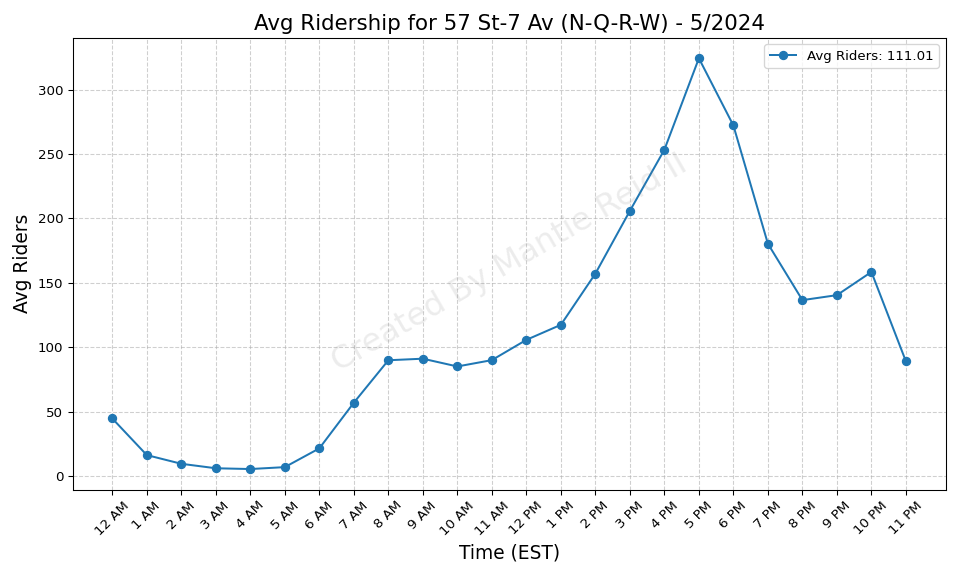 Avg Ridership for 57 St-7 Av (N-Q-R-W) - 5/2024
Avg Riders: 111.01
Avg Riders
300
250
200
150
100
50
0
Created By Mantle Reid II
12 AM
1 AM
2 AM
3 AM
4 AM
5 AM
6 AM
7 AM
8 AM
9 AM
10 AM
11 AM
12 PM
1 PM
2 PM
3 PM
4 PM
5 PM
6 PM
7 PM
8 PM
9 PM
10 PM
11 PM
Time (EST)